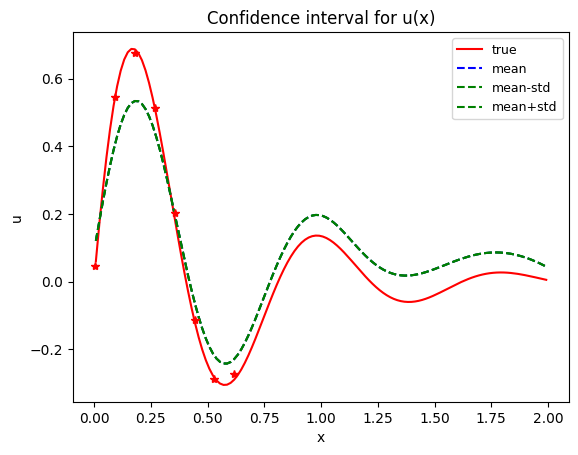 Confidence interval for u(x)
true
mean
mean-std
mean+std
u
0.6
0.4
0.2
0.0
−0.2
0.00 0.25 0.50 0.75 1.00 1.25 1.50 1.75 2.00
x